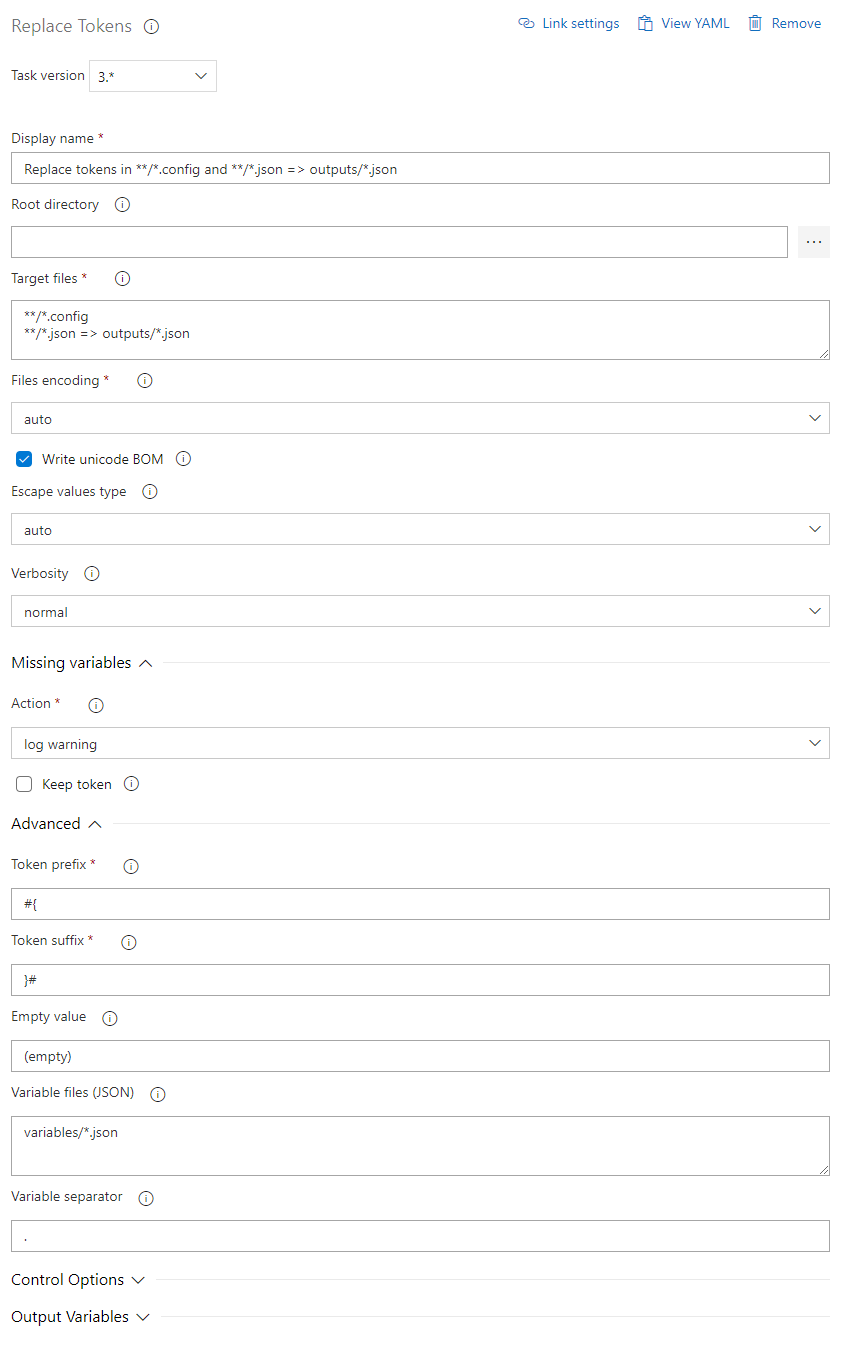 Replace Tokens
Link settings
View YAML
Remove
Task version
3.*
Display name *
Replace tokens in **/*.config and **/*.json => outputs/*.json
Root directory
...
Target files *
**/*.config
**/*.json => outputs/*.json
Files encoding *
auto
Write unicode BOM
Escape values type
auto
Verbosity
normal
Missing variables
Action *
log warning
Keep token
Advanced
Token prefix *
#{
Token suffix *
}#
Empty value
(empty)
Variable files (JSON)
variables/*.json
Variable separator
.
Control Options
Output Variables